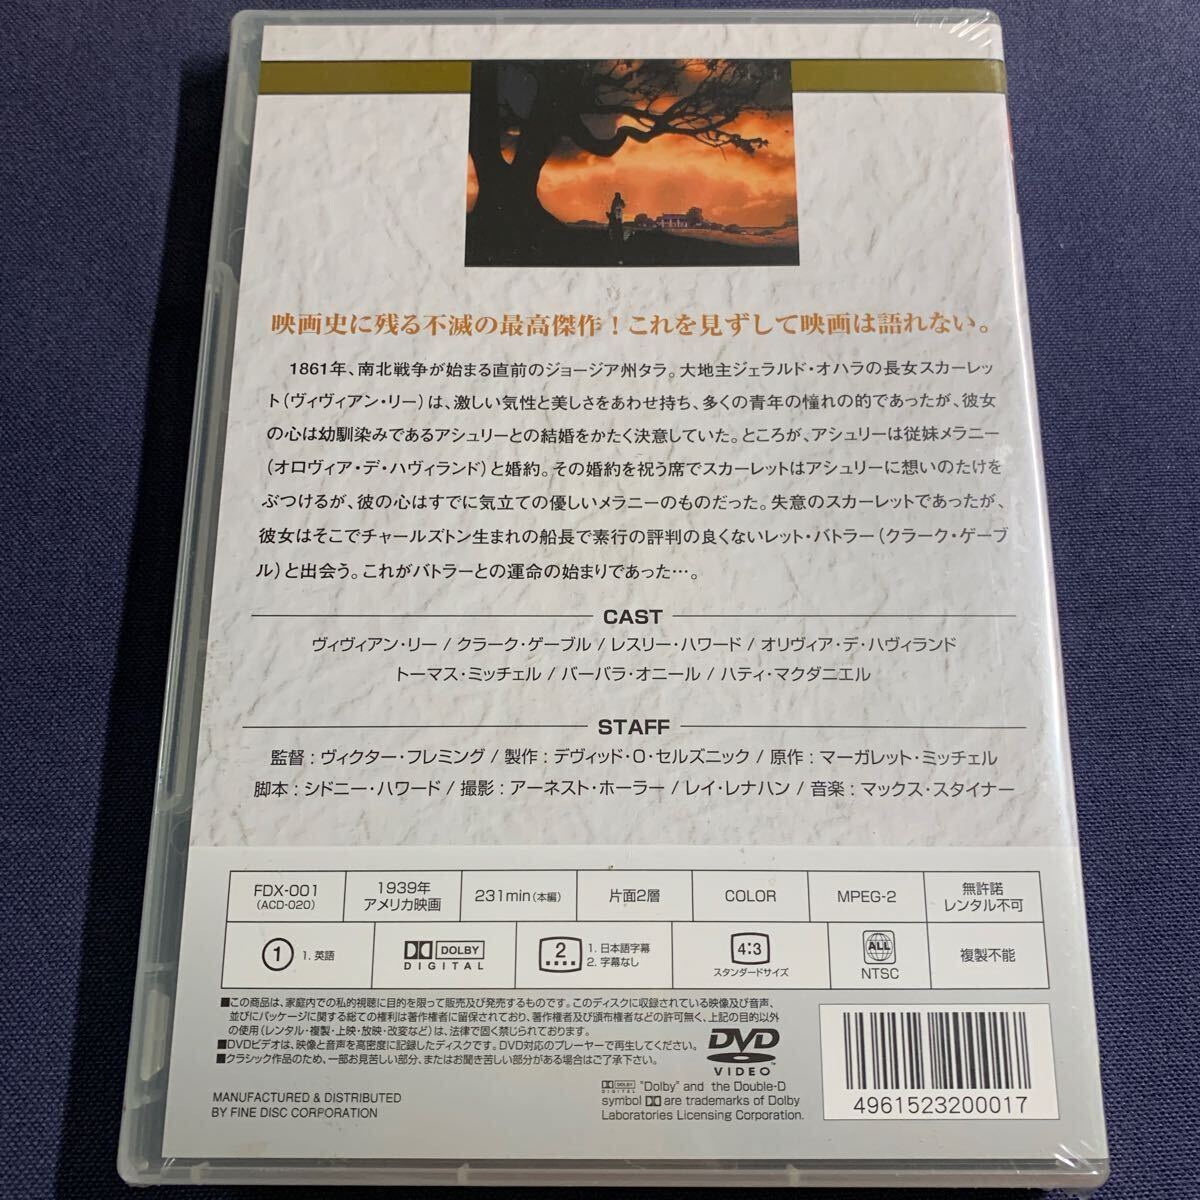 映画史に残る不滅の最高傑作！これを見ずして映画は語れない。
1861年、南北戦争が始まる直前のジョージア州タラ。大地主ジェラルド・オハラの長女スカーレッ
ト（ヴィヴィアン・リー）は、激しい気性と美しさをあわせ持ち、多くの青年の憧れの的であったが、彼女
の心は幼馴染みであるアシュリーとの結婚をかたく決意していた。ところが、アシュリーは従妹メラニー
（オロヴィア・デ・ハヴィランド）と婚約。その婚約を祝う席でスカーレットはアシュリーに想いのたけを
ぶつけるが、彼の心はすでに気立ての優しいメラニーのものだった。失意のスカーレットであったが、
彼女はそこでチャールズトン生まれの船長で素行の評判の良くないレット・バトラー（クラーク・ゲーブ
ル）と出会う。これがバトラーとの運命の始まりであった…。
CAST
ヴィヴィアン・リー / クラーク・ゲーブル / レスリー・ハワード / オリヴィア・デ・ハヴィランド
トーマス・ミッチェル / バーバラ・オニール / ハティ・マクダニエル
STAFF
監督：ヴィクター・フレミング / 製作：デヴィッド・O・セルズニック / 原作：マーガレット・ミッチェル
脚本：シドニー・ハワード / 撮影：アーネスト・ホーラー / レイ・レナハン / 音楽：マックス・スタイナー
FDX-001
(ACD-020)
1939年
アメリカ映画
231min(本編)
片面2層
COLOR
MPEG-2
無許諾
レンタル不可
1 1. 英語
DOLBY
DIGITAL
2
1. 日本語字幕
2. 字幕なし
4:3
スタンダードサイズ
ALL
NTSC
複製不能
■この商品は、家庭内での私的視聴に目的を限って販売及び発売するものです。このディスクに収録されている映像及び音声、
並びにパッケージに関する総ての権利は著作権者に留保されており、著作権者及び頒布権者などの許可無く、上記の目的以外
の使用（レンタル・複製・上映・放映・改変など）は、法律で固く禁じられております。
■DVDビデオは、映像と音声を高密度に記録したディスクです。DVD対応のプレーヤーで再生してください。
■クラシック作品のため、一部お見苦しい部分、またはお聞き苦しい部分がある場合はご了承下さい。
DVD
VIDEO
MANUFACTURED & DISTRIBUTED
BY FINE DISC CORPORATION
DOLBY DIGITAL "Dolby" and the Double-D
symbol are trademarks of Dolby
Laboratories Licensing Corporation.
4961523200017